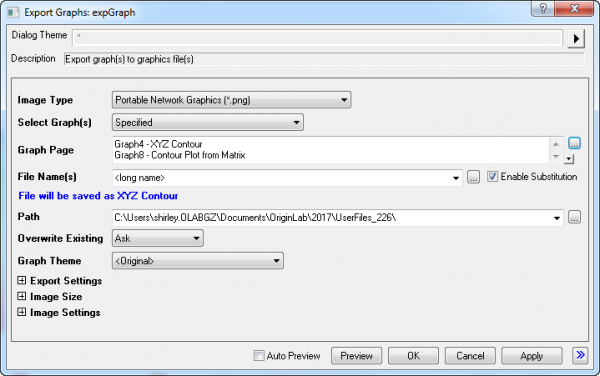 Export Graphs: expGraph
Dialog Theme *
Description Export graph(s) to graphics file(s)
Image Type Portable Network Graphics (*.png)
Select Graph(s) Specified
Graph Page Graph4 - XYZ Contour
Graph8 - Contour Plot from Matrix
File Name(s) <long name> ... Enable Substitution
File will be saved as XYZ Contour
Path C:\Users\shirley.OLABGZ\Documents\OriginLab\2017\UserFiles_226\ ...
Overwrite Existing Ask
Graph Theme <Original>
Export Settings
Image Size
Image Settings
Auto Preview Preview OK Cancel Apply